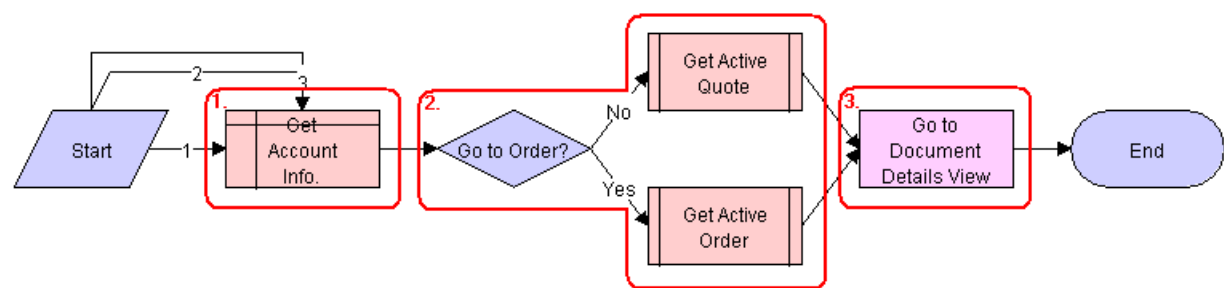 2
3
1.
2.
3.
Start
1
Get
Account
Info.
Go to Order?
No
Yes
Get Active
Quote
Get Active
Order
Go to
Document
Details View
End